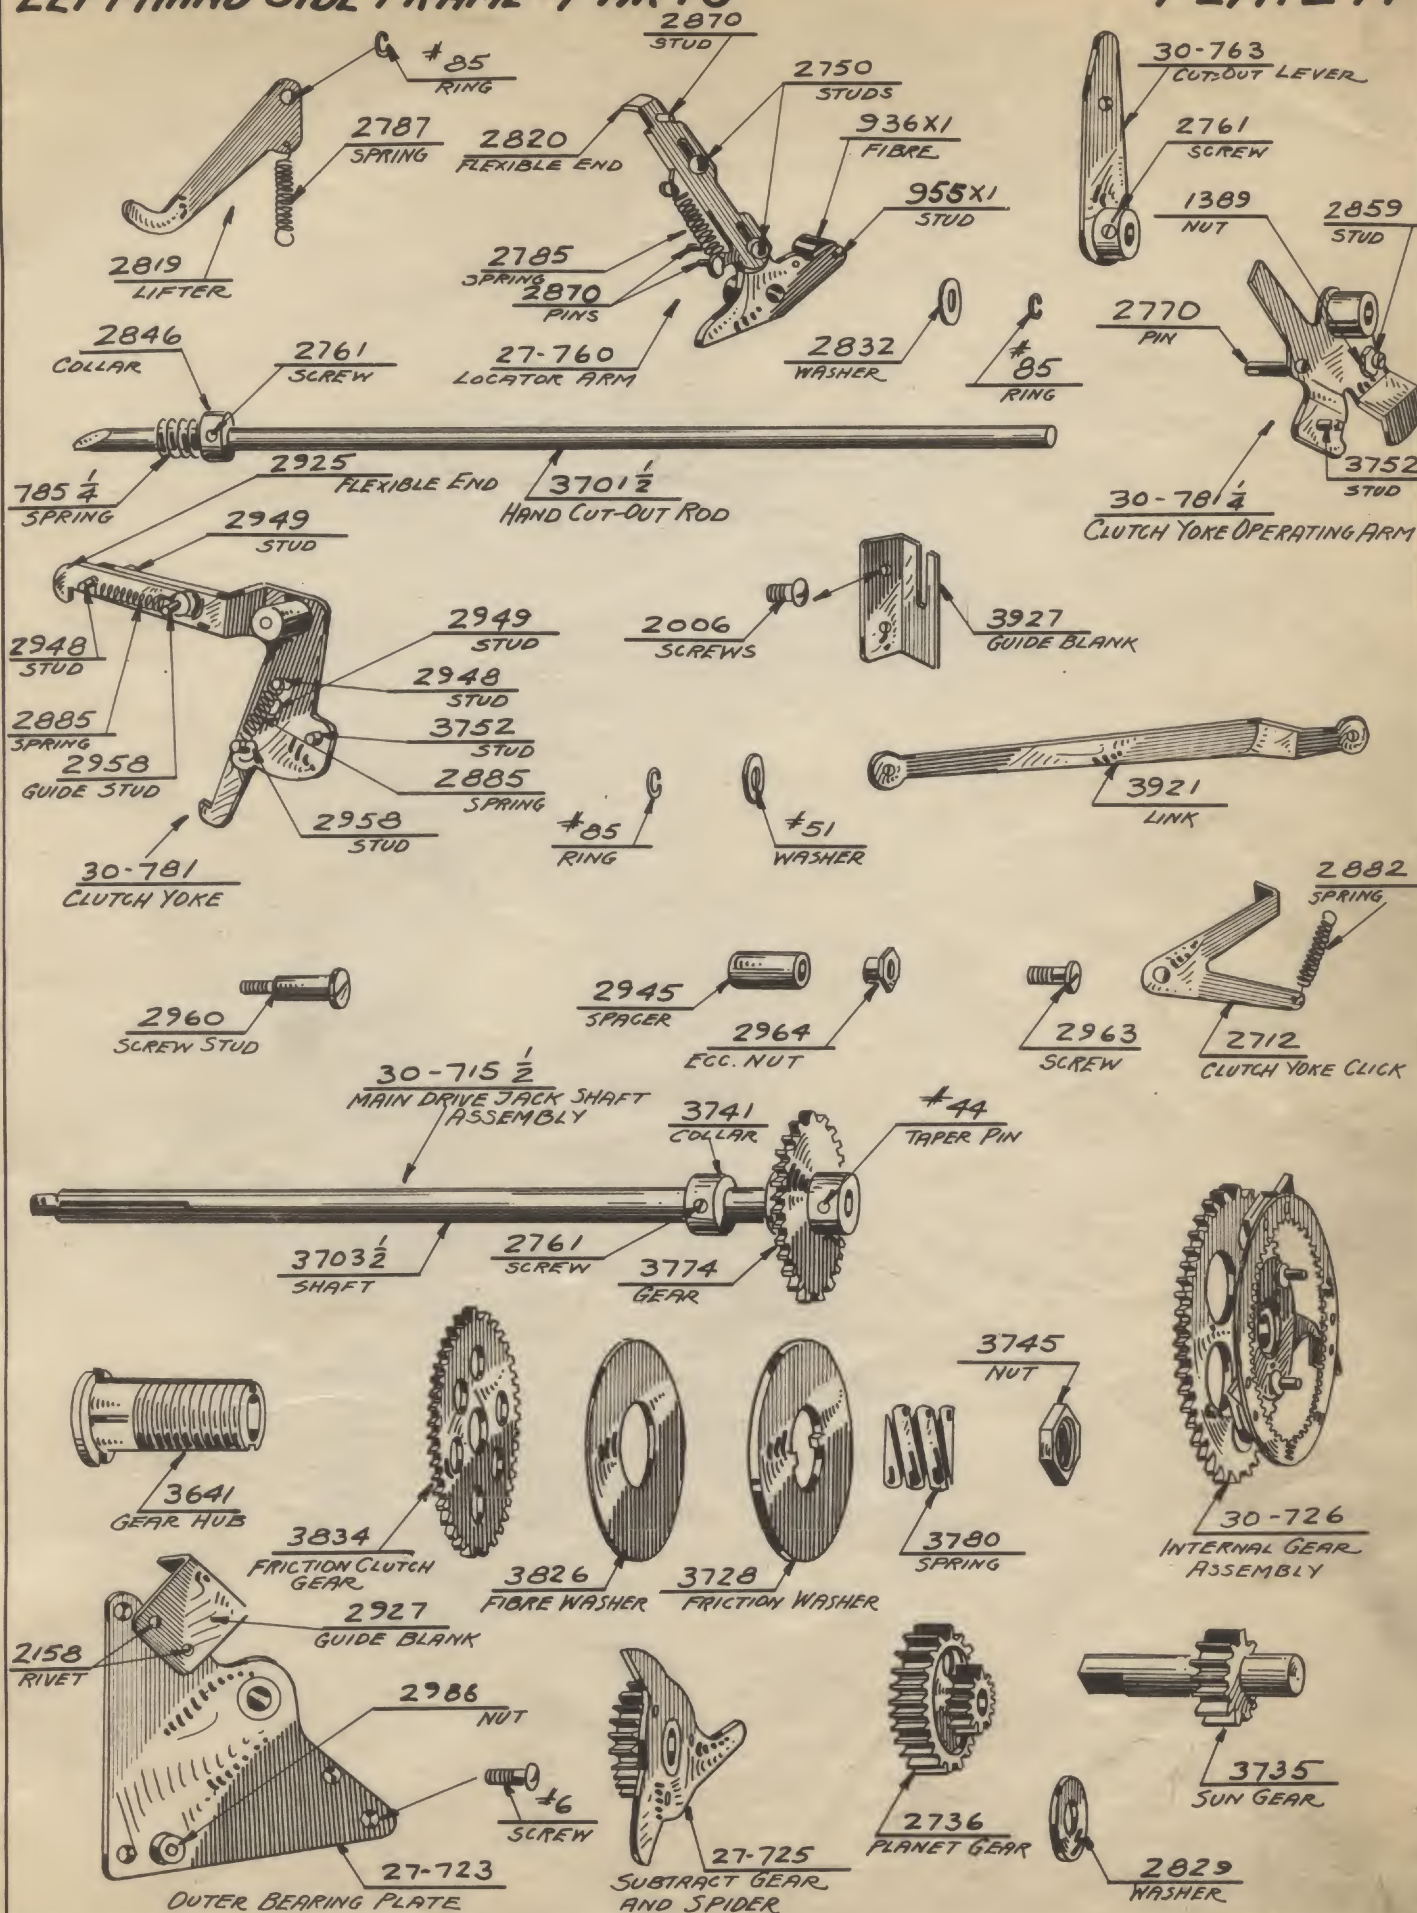 LEFT HAND SIDE FRAME PARTS
#85
RING
2870
STUD
2787
SPRING
2820
FLEXIBLE END
2750
STUDS
936X1
FIBRE
955X1
STUD
30-763
CUT-OUT LEVER
2761
SCREW
1389
NUT
2859
STUD
2819
LIFTER
2785
SPRING
2870
PINS
27-760
LOCATOR ARM
2832
WASHER
#85
RING
2770
PIN
3752
STUD
30-781 1/4
CLUTCH YOKE OPERATING ARM
2846
COLLAR
2761
SCREW
785 1/4
SPRING
2925
FLEXIBLE END
3701 1/2
HAND CUT-OUT ROD
2949
STUD
2948
STUD
2885
SPRING
2958
GUIDE STUD
2949
STUD
2948
STUD
3752
STUD
2885
SPRING
2958
STUD
30-781
CLUTCH YOKE
2006
SCREWS
3927
GUIDE BLANK
#85
RING
#51
WASHER
3921
LINK
2882
SPRING
2960
SCREW STUD
2945
SPACER
2964
ECC. NUT
2963
SCREW
2712
CLUTCH YOKE CLICK
30-715 1/2
MAIN DRIVE JACK SHAFT
ASSEMBLY
3741
COLLAR
#44
TAPER PIN
3703 1/2
SHAFT
2761
SCREW
3774
GEAR
3745
NUT
3641
GEAR HUB
3834
FRICTION CLUTCH
GEAR
3826
FIBRE WASHER
3728
FRICTION WASHER
3780
SPRING
30-726
INTERNAL GEAR
ASSEMBLY
2158
RIVET
2927
GUIDE BLANK
2986
NUT
#6
SCREW
27-723
OUTER BEARING PLATE
27-725
SUBTRACT GEAR
AND SPIDER
2736
PLANET GEAR
2829
WASHER
3735
SUN GEAR